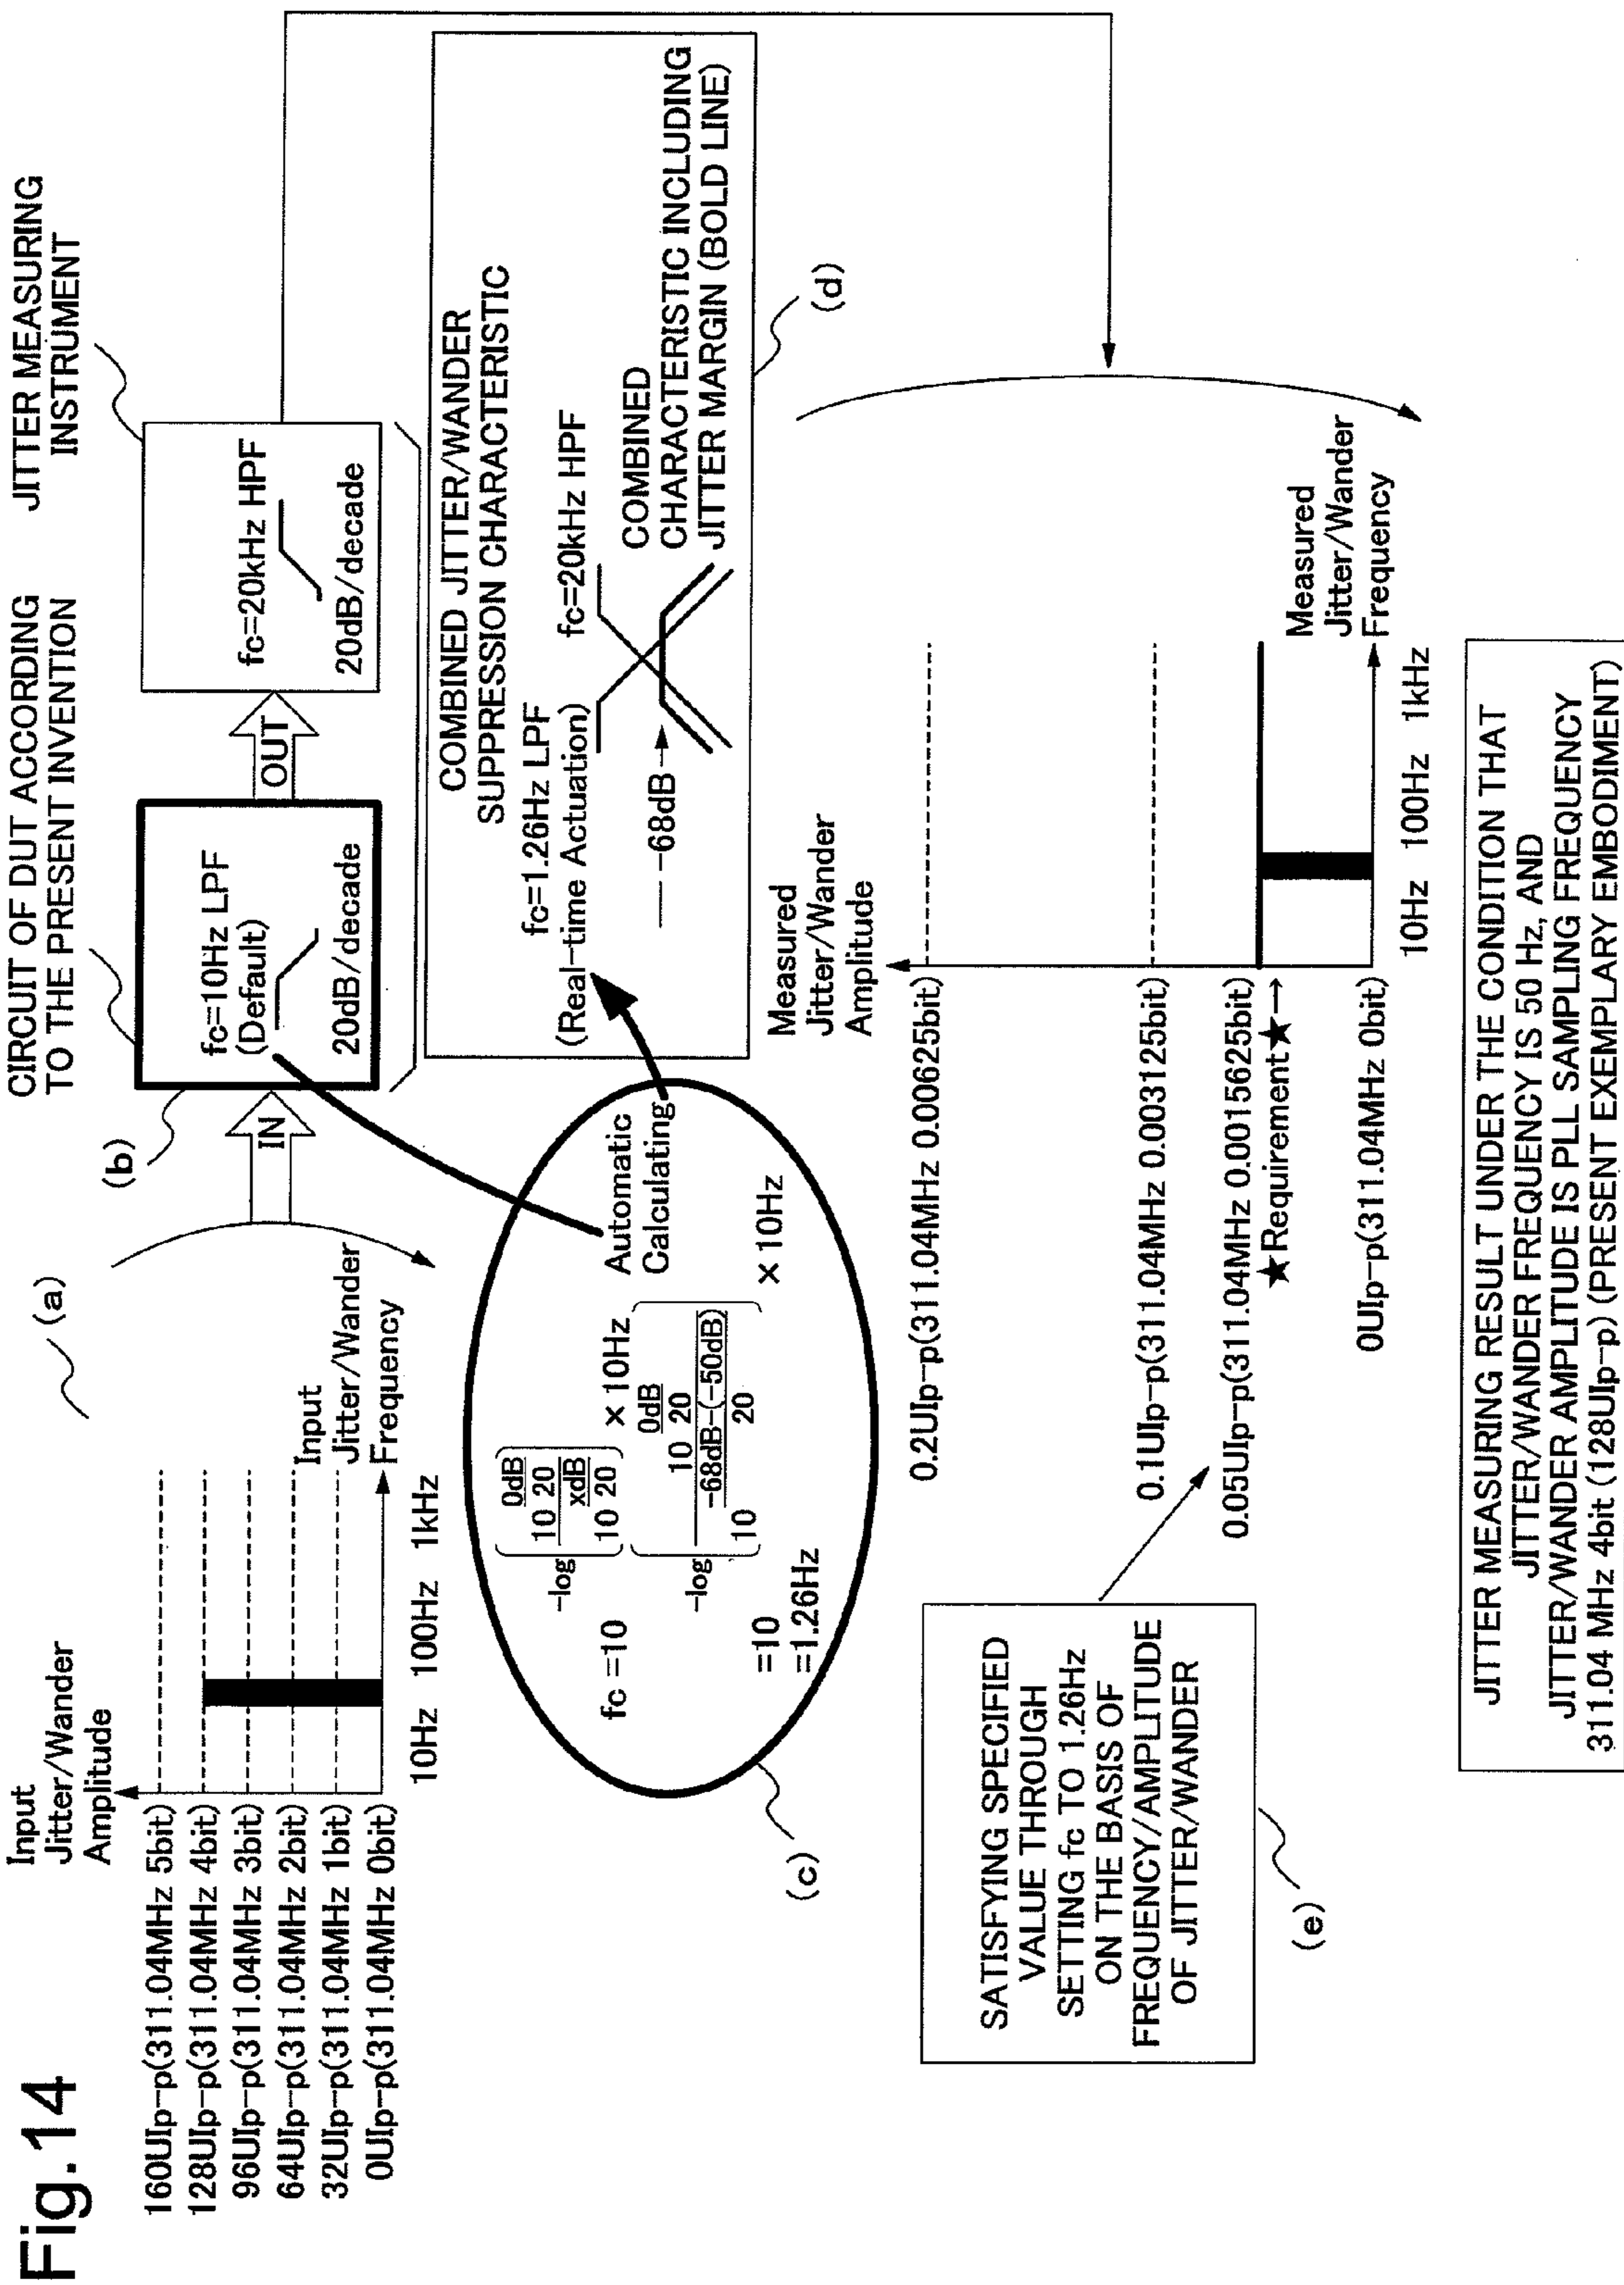 Fig.14
Input
Jitter/Wander
Amplitude
160UIp-p(311.04MHz 5bit)
128UIp-p(311.04MHz 4bit)
96UIp-p(311.04MHz 3bit)
64UIp-p(311.04MHz 2bit)
32UIp-p(311.04MHz 1bit)
0UIp-p(311.04MHz 0bit)
10Hz 100Hz 1kHz
Input
Jitter/Wander
Frequency
(a)
IN
(b)
CIRCUIT OF DUT ACCORDING
TO THE PRESENT INVENTION
fc=10Hz LPF
(Default)
20dB/decade
OUT
JITTER MEASURING
INSTRUMENT
fc=20kHz HPF
20dB/decade
(c)
fc =10
-log
0dB
10 20
xdB
10 20
× 10Hz
=10
-log
0dB
10 20
-68dB-(-50dB)
10 20
× 10Hz
=1.26Hz
Automatic
Calculating
COMBINED JITTER/WANDER
SUPPRESSION CHARACTERISTIC
fc=1.26Hz LPF
(Real-time Actuation)
fc=20kHz HPF
-68dB
COMBINED
CHARACTERISTIC INCLUDING
JITTER MARGIN (BOLD LINE)
(d)
SATISFYING SPECIFIED
VALUE THROUGH
SETTING fc TO 1.26Hz
ON THE BASIS OF
FREQUENCY/AMPLITUDE
OF JITTER/WANDER
(e)
Measured
Jitter/Wander
Amplitude
0.2UIp-p(311.04MHz 0.00625bit)
0.1UIp-p(311.04MHz 0.003125bit)
0.05UIp-p(311.04MHz 0.0015625bit)
★Requirement★→
0UIp-p(311.04MHz 0bit)
10Hz 100Hz 1kHz
Measured
Jitter/Wander
Frequency
JITTER MEASURING RESULT UNDER THE CONDITION THAT
JITTER/WANDER FREQUENCY IS 50 Hz, AND
JITTER/WANDER AMPLITUDE IS PLL SAMPLING FREQUENCY
311.04 MHz 4bit (128UIp-p) (PRESENT EXEMPLARY EMBODIMENT)